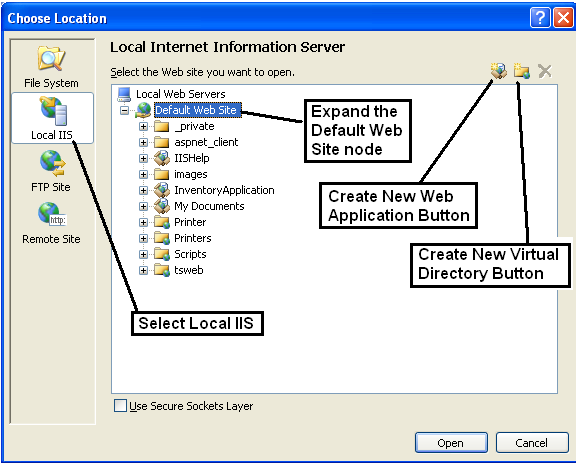 Choose Location
File System
Local IIS
FTP Site
http:
Remote Site
Local Internet Information Server
Select the Web site you want to open.
Local Web Servers
Default Web Site
_private
aspnet_client
IISHelp
images
InventoryApplication
My Documents
Printer
Printers
Scripts
tsweb
Expand the
Default Web
Site node
Create New Web
Application Button
Create New Virtual
Directory Button
Select Local IIS
Use Secure Sockets Layer
Open
Cancel